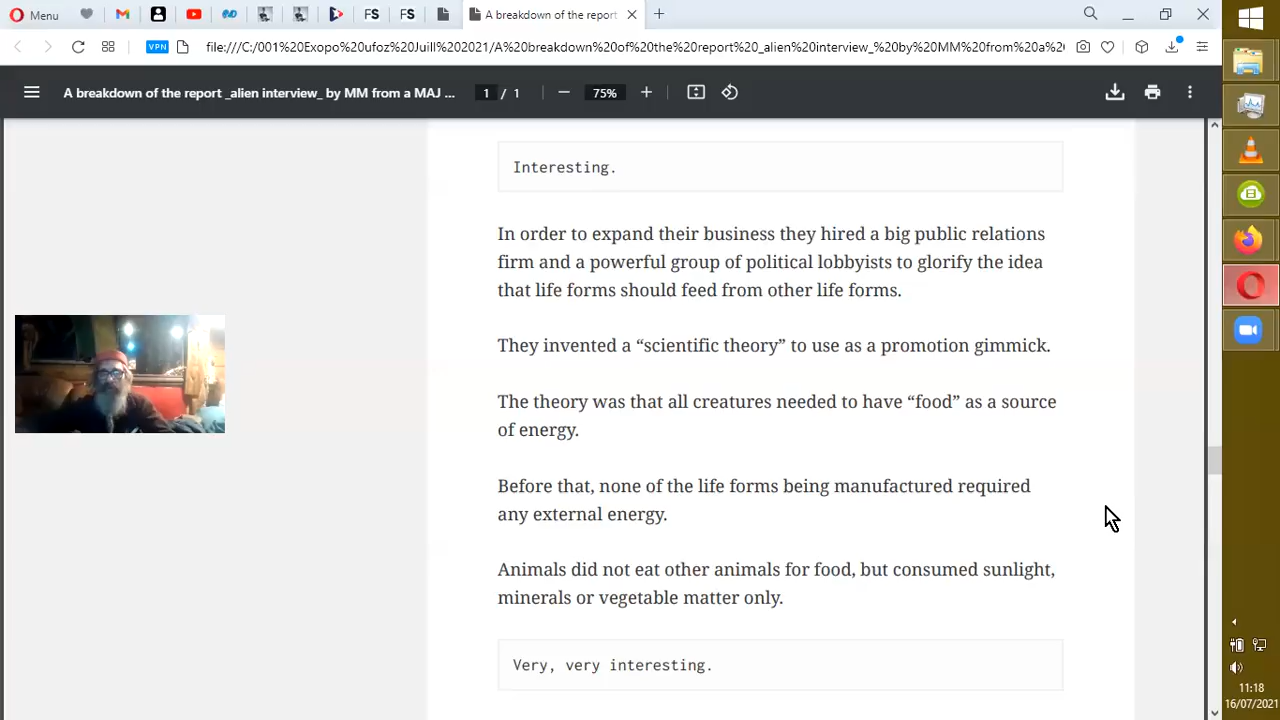 Menu
FS
FS
A breakdown of the report
VPN
file:///C:/001%20Exopo%20ufoz%20Juill%202021/A%20breakdown%20of%20the%20report%20_alien%20interview_%20by%20MM%20from%20a%20
A breakdown of the report _alien interview_ by MM from a MAJ ...
1 / 1
75%
Interesting.
In order to expand their business they hired a big public relations
firm and a powerful group of political lobbyists to glorify the idea
that life forms should feed from other life forms.
They invented a “scientific theory” to use as a promotion gimmick.
The theory was that all creatures needed to have “food” as a source
of energy.
Before that, none of the life forms being manufactured required
any external energy.
Animals did not eat other animals for food, but consumed sunlight,
minerals or vegetable matter only.
Very, very interesting.
11:18
16/07/2021